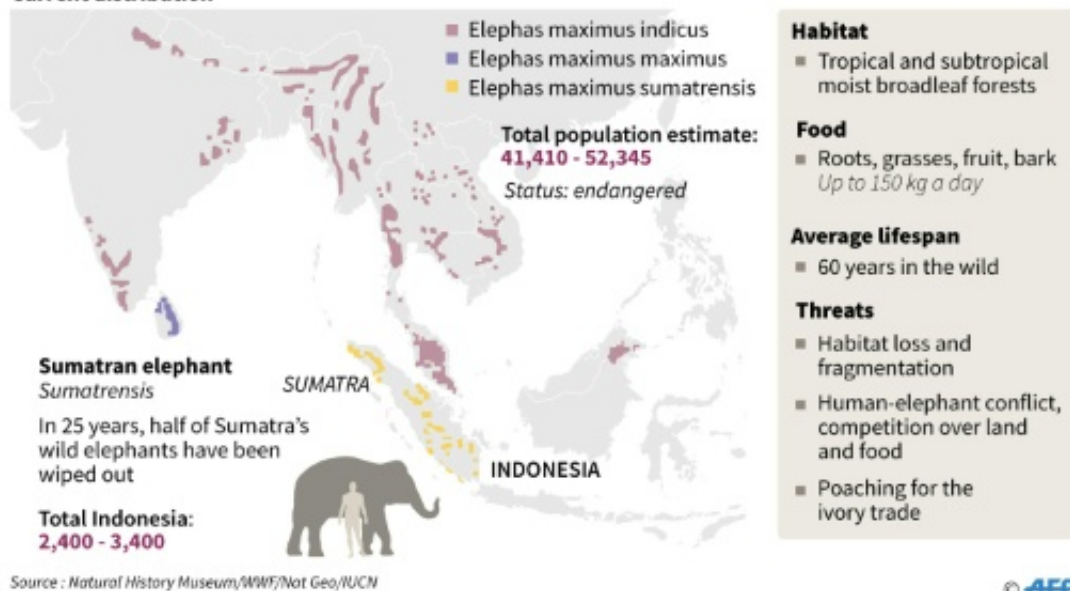 Elephas maximus indicus
Elephas maximus maximus
Elephas maximus sumatrensis
Total population estimate:
41,410 - 52,345
Status: endangered
Sumatran elephant
Sumatrensis
In 25 years, half of Sumatra's
wild elephants have been
wiped out
Total Indonesia:
2,400 - 3,400
SUMATRA
INDONESIA
Habitat
Tropical and subtropical
moist broadleaf forests
Food
Roots, grasses, fruit, bark
Up to 150 kg a day
Average lifespan
60 years in the wild
Threats
Habitat loss and
fragmentation
Human-elephant conflict,
competition over land
and food
Poaching for the
ivory trade
Source : Natural History Museum/WWF/Nat Geo/IUCN
© AFP